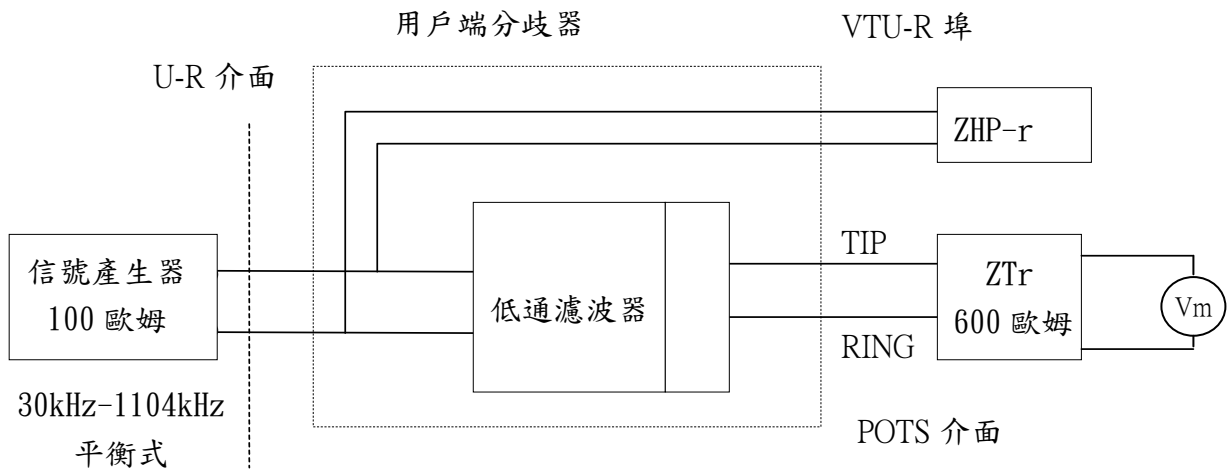 用戶端分歧器
VTU-R 埠
U-R 介面
ZHP-r
信號產生器
100 歐姆
低通濾波器
TIP
RING
ZTr
600 歐姆
Vm
30kHz-1104kHz
平衡式
POTS 介面